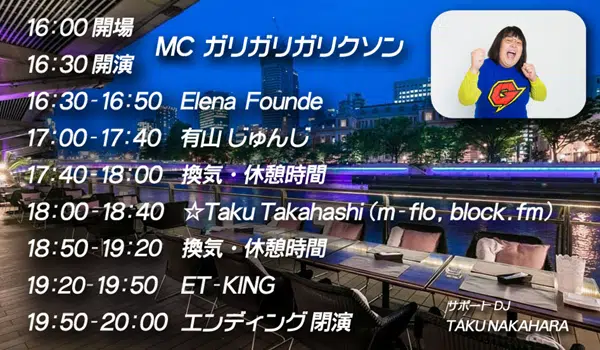 16:00 開場
16:30 開演
MC ガリガリガリクソン
16:30-16:50 Elena Founde
17:00-17:40 有山じゅんじ
17:40-18:00 換気・休憩時間
18:00-18:40 ☆Taku Takahashi (m-flo, block.fm)
18:50-19:20 換気・休憩時間
19:20-19:50 ET-KING
19:50-20:00 エンディング 閉演
サポート DJ
TAKU NAKAHARA